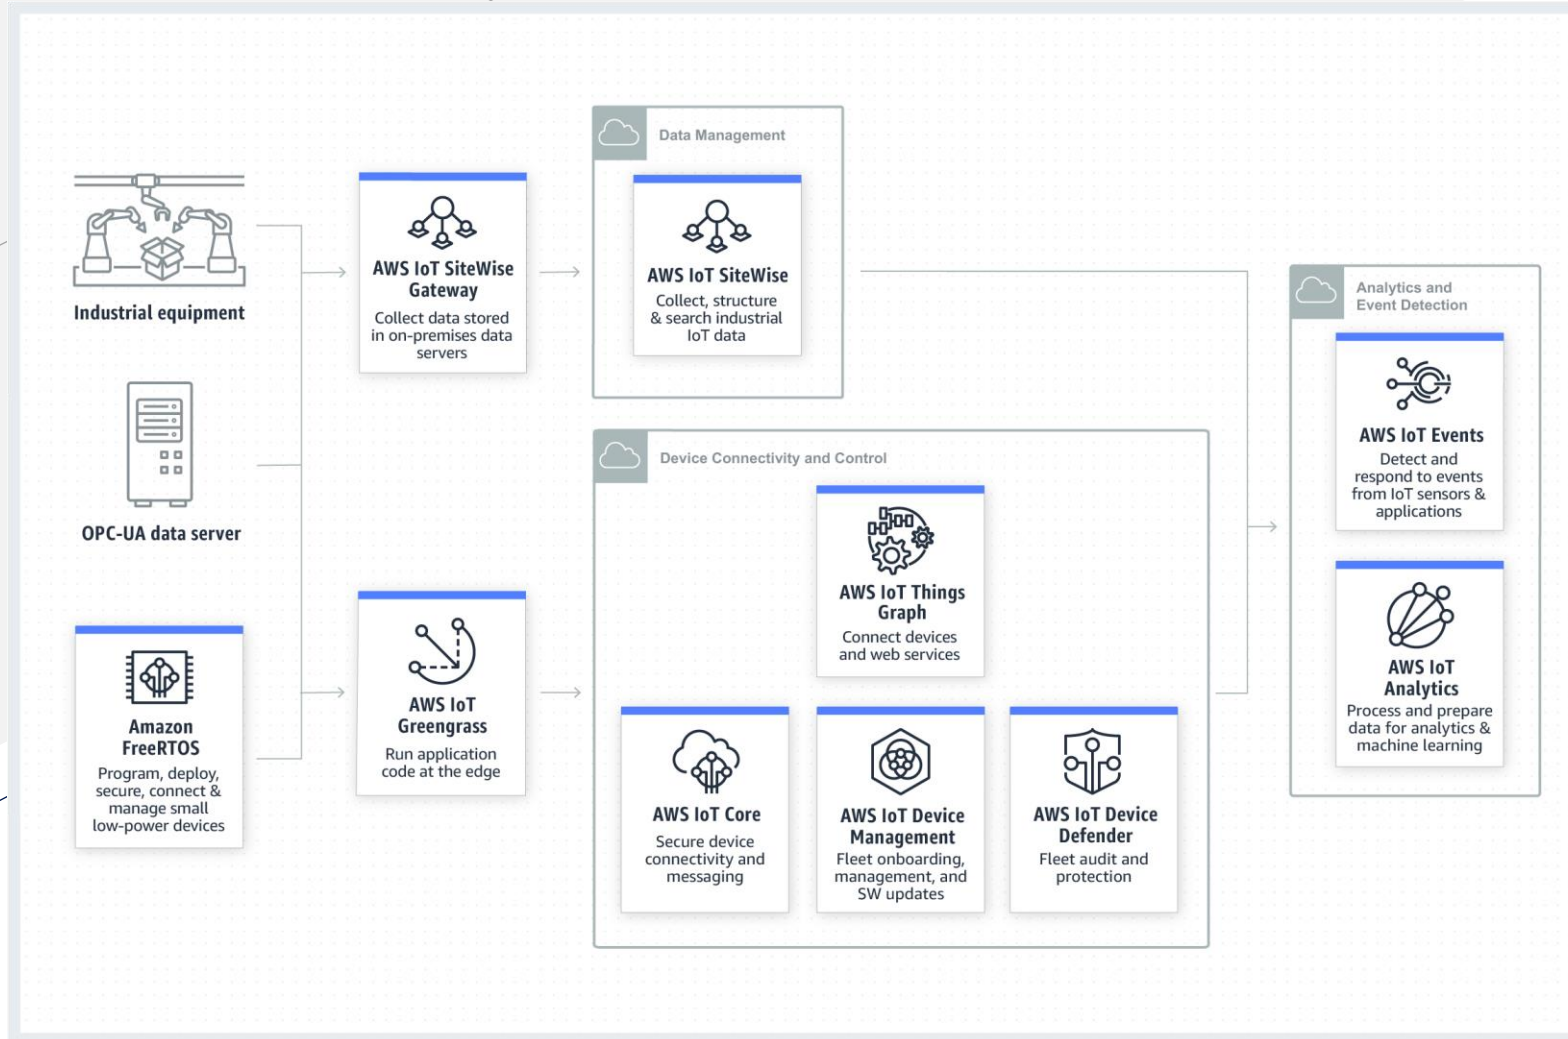 Industrial equipment
OPC-UA data server
Amazon
FreeRTOS
Program, deploy,
secure, connect &
manage small
low-power devices
AWS IoT SiteWise
Gateway
Collect data stored
in on-premises data
servers
AWS IoT
Greengrass
Run application
code at the edge
Data Management
AWS IoT SiteWise
Collect, structure
& search industrial
IoT data
Device Connectivity and Control
AWS IoT Things
Graph
Connect devices
and web services
AWS IoT Core
Secure device
connectivity and
messaging
AWS IoT Device
Management
Fleet onboarding,
management, and
SW updates
AWS IoT Device
Defender
Fleet audit and
protection
Analytics and
Event Detection
AWS IoT Events
Detect and
respond to events
from IoT sensors &
applications
AWS IoT
Analytics
Process and prepare
data for analytics &
machine learning